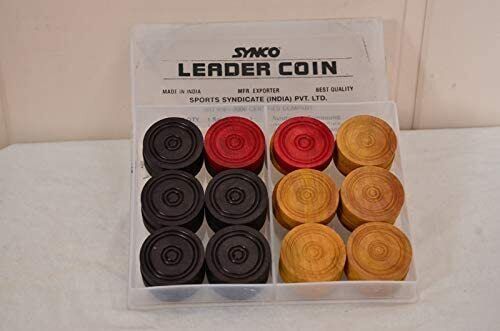 SYNCO
LEADER COIN
MADE IN INDIA MFR. EXPORTER BEST QUALITY
SPORTS SYNDICATE (INDIA) PVT. LTD.